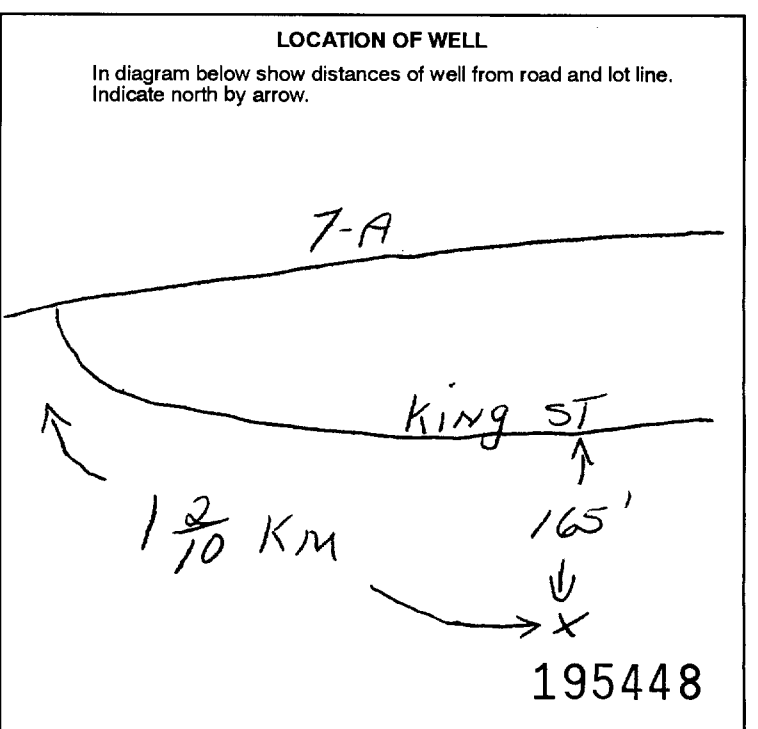 LOCATION OF WELL
In diagram below show distances of well from road and lot line.
Indicate north by arrow.
7-A
KING ST
165'
1 2/10 KM
X
195448